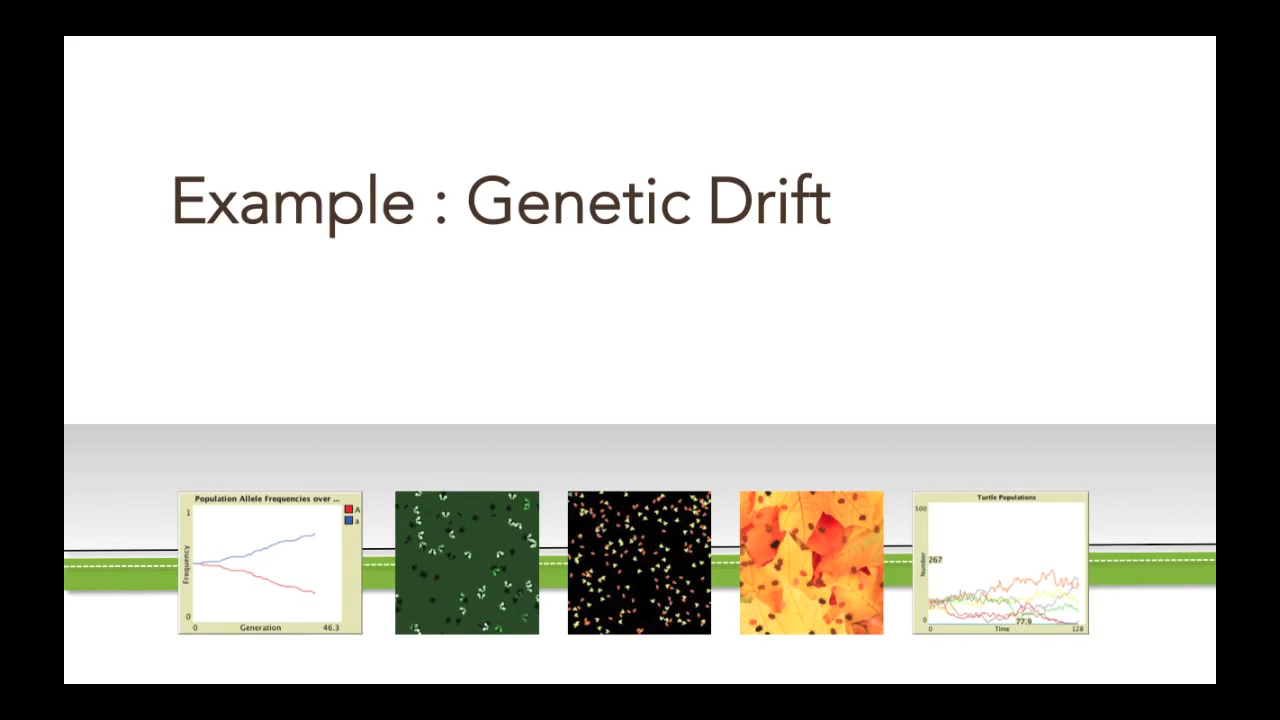 Example : Genetic Drift
Population Allele Frequencies over ...
1
A
a
Frequency
0
0
Generation
46.3
Turtle Populations
500
Number
267
0
0
Time
77.9
128